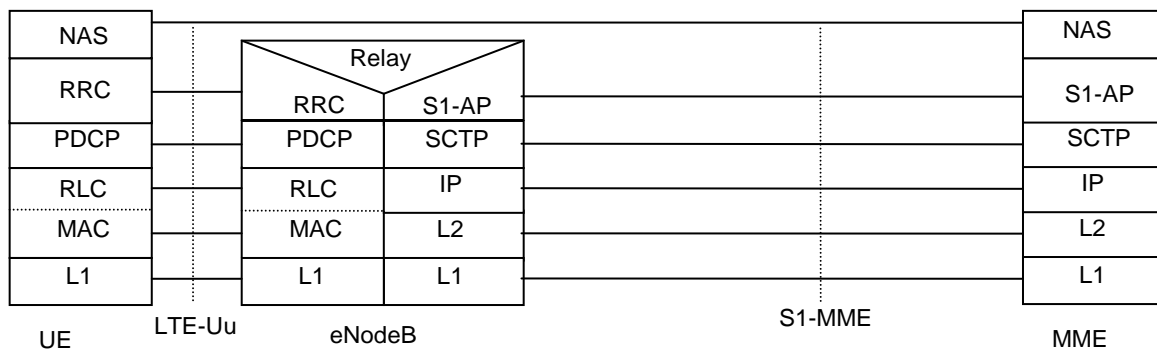 NAS
RRC
PDCP
RLC
MAC
L1
UE
LTE-Uu
Relay
RRC
S1-AP
PDCP
SCTP
RLC
IP
MAC
L2
L1
L1
eNodeB
S1-MME
NAS
S1-AP
SCTP
IP
L2
L1
MME